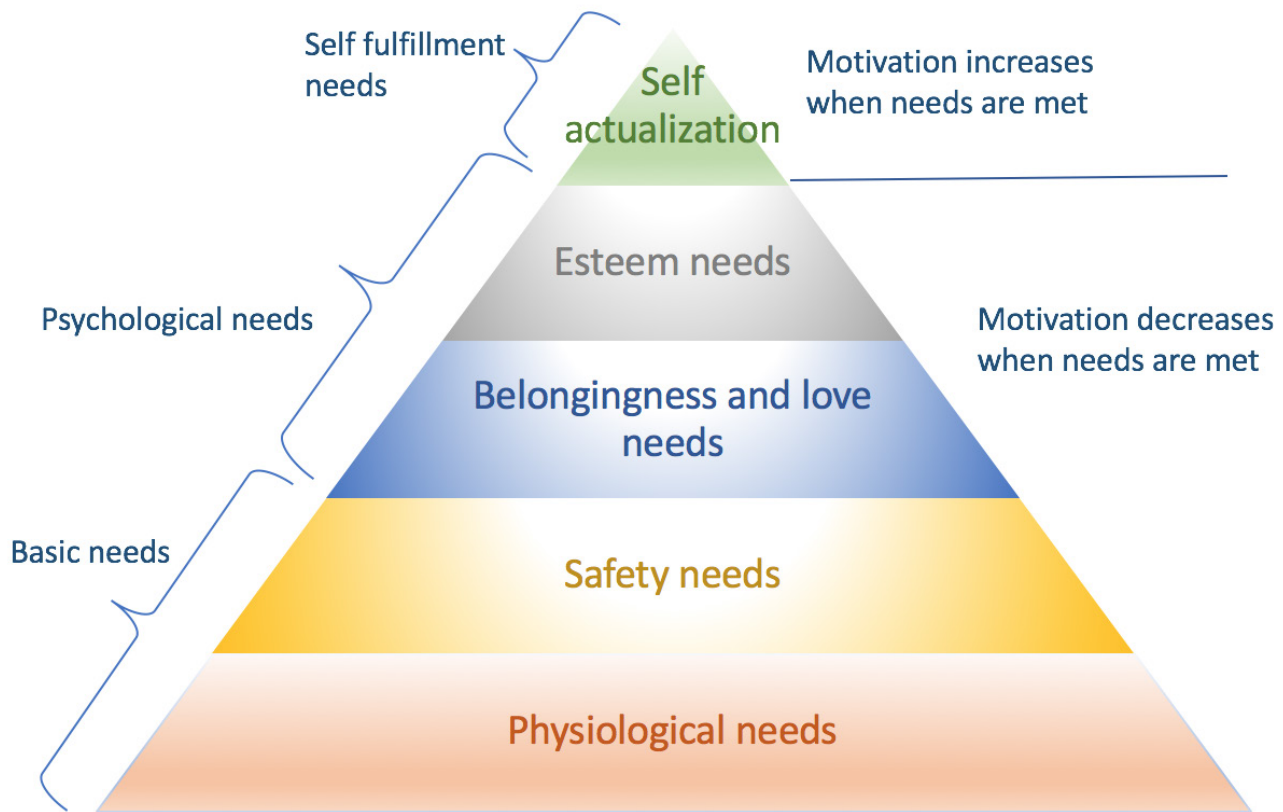 Self fulfillment
needs
Self
actualization
Motivation increases
when needs are met
Esteem needs
Psychological needs
Motivation decreases
when needs are met
Belongingness and love
needs
Basic needs
Safety needs
Physiological needs